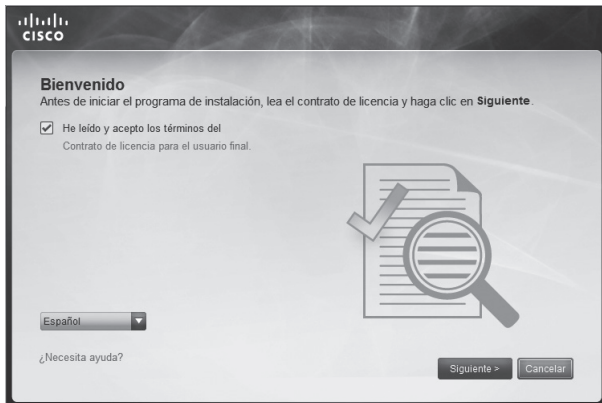 CISCO
Bienvenido
Antes de iniciar el programa de instalación, lea el contrato de licencia y haga clic en Siguiente.
He leído y acepto los términos del
Contrato de licencia para el usuario final.
Español
¿Necesita ayuda?
Siguiente >
Cancelar